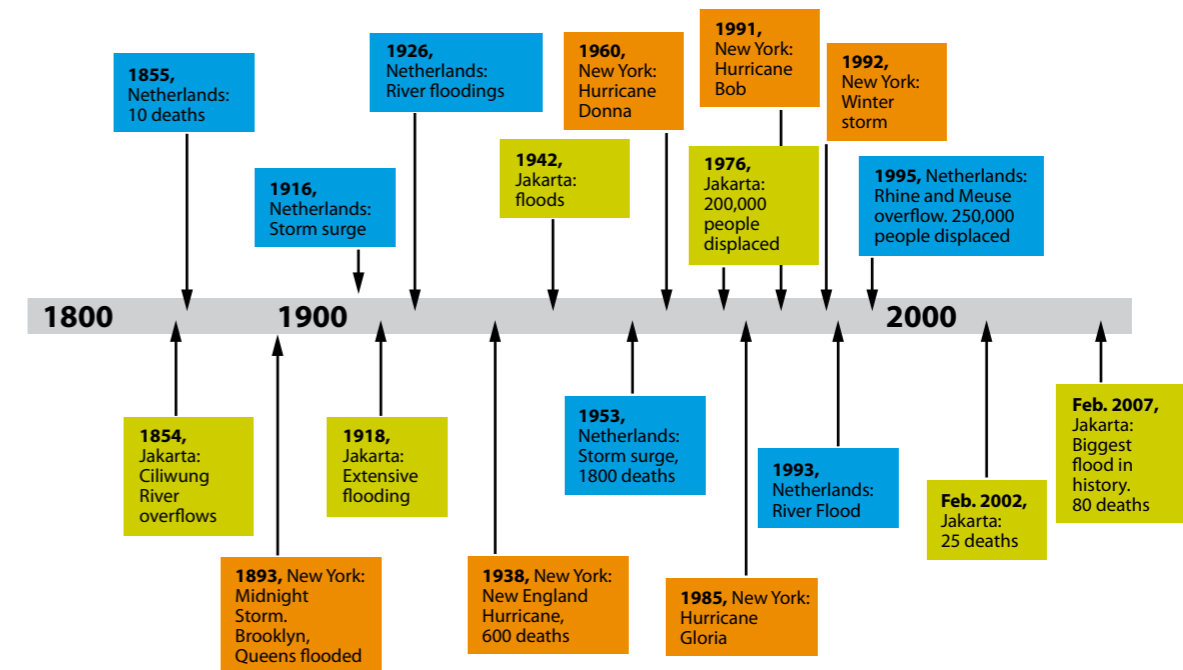 1855,
Netherlands:
10 deaths
1926,
Netherlands:
River floodings
1960,
New York:
Hurricane
Donna
1991,
New York:
Hurricane
Bob
1992,
New York:
Winter
storm
1916,
Netherlands:
Storm surge
1942,
Jakarta:
floods
1976,
Jakarta:
200,000
people
displaced
1995, Netherlands:
Rhine and Meuse
overflow. 250,000
people displaced
1800
1900
2000
1854,
Jakarta:
Ciliwung
River
overflows
1893, New York:
Midnight
Storm.
Brooklyn,
Queens flooded
1918,
Jakarta:
Extensive
flooding
1938, New York:
New England
Hurricane,
600 deaths
1953,
Netherlands:
Storm surge,
1800 deaths
1985, New York:
Hurricane
Gloria
1993,
Netherlands:
River Flood
Feb. 2002,
Jakarta:
25 deaths
Feb. 2007,
Jakarta:
Biggest
flood in
history.
80 deaths